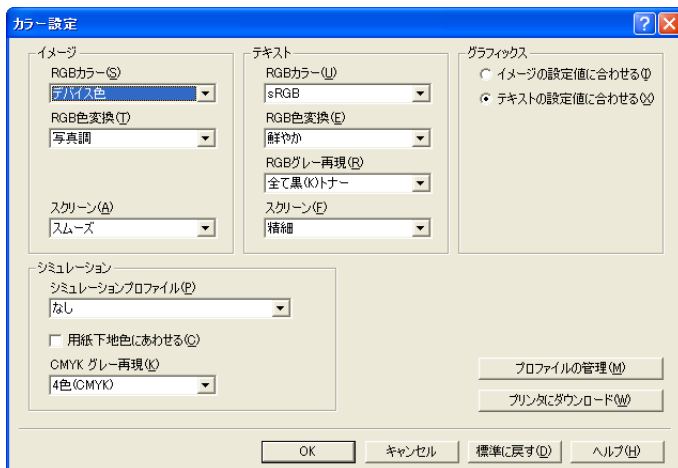 カラー設定
イメージ
RGBカラー(S)
デバイス色
RGB色変換(T)
写真調
スクリーン(A)
スムーズ
テキスト
RGBカラー(U)
sRGB
RGB色変換(E)
鮮やか
RGBグレー再現(R)
全て黒(K)トナー
スクリーン(F)
精細
グラフィックス
イメージの設定値に合わせる(I)
テキストの設定値に合わせる(X)
シミュレーション
シミュレーションプロファイル(P)
なし
用紙下地色にあわせる(C)
CMYK グレー再現(K)
4色(CMYK)
プロファイルの管理(M)
プリンタにダウンロード(W)
OK
キャンセル
標準に戻す(D)
ヘルプ(H)